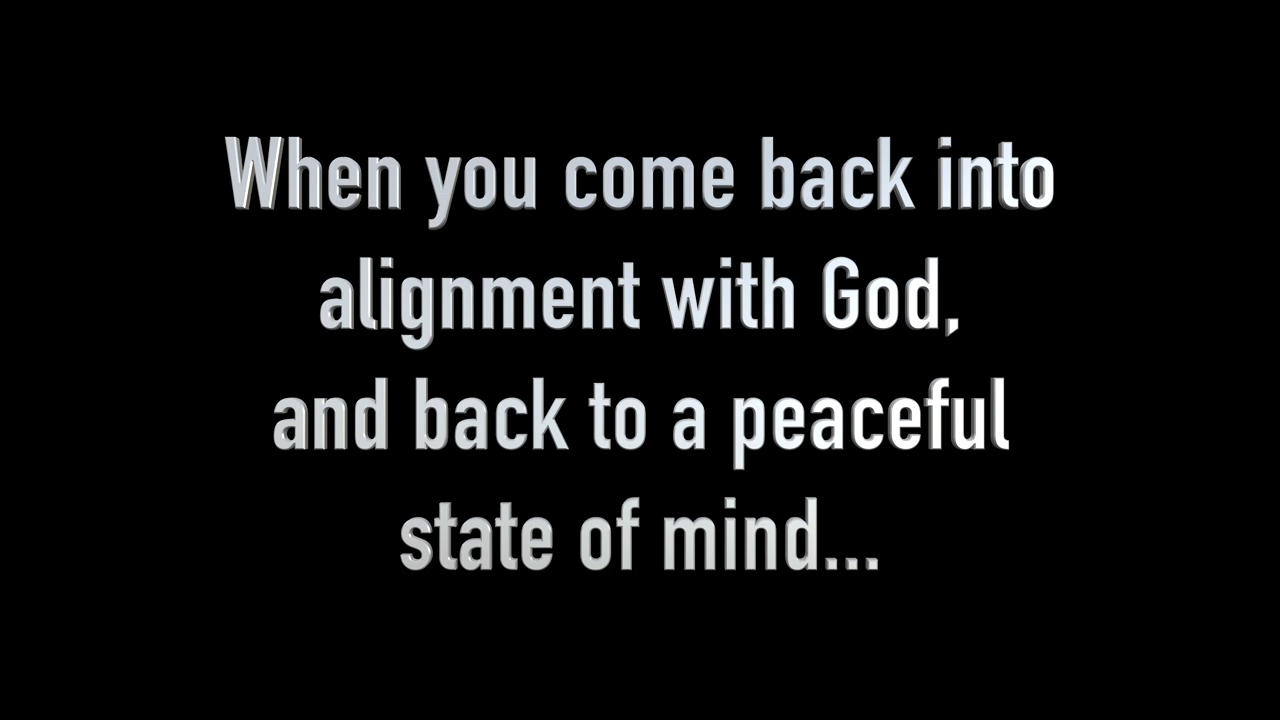 When you come back into
alignment with God,
and back to a peaceful
state of mind...